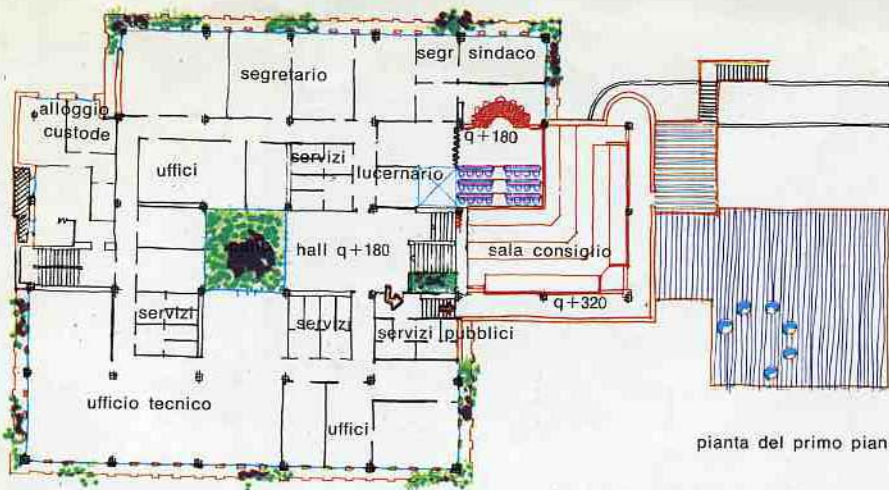 segr sindaco
segretario
alloggio
custode
q+180
servizi
uffici
lucernario
hall q+180
sala consiglio
q+320
servizi
servizi
servizi pubblici
ufficio tecnico
uffici
pianta del primo pian